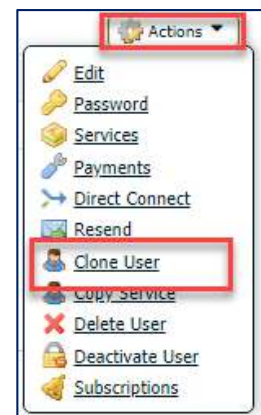 Actions
Edit
Password
Services
Payments
Direct Connect
Resend
Clone User
Copy Service
Delete User
Deactivate User
Subscriptions